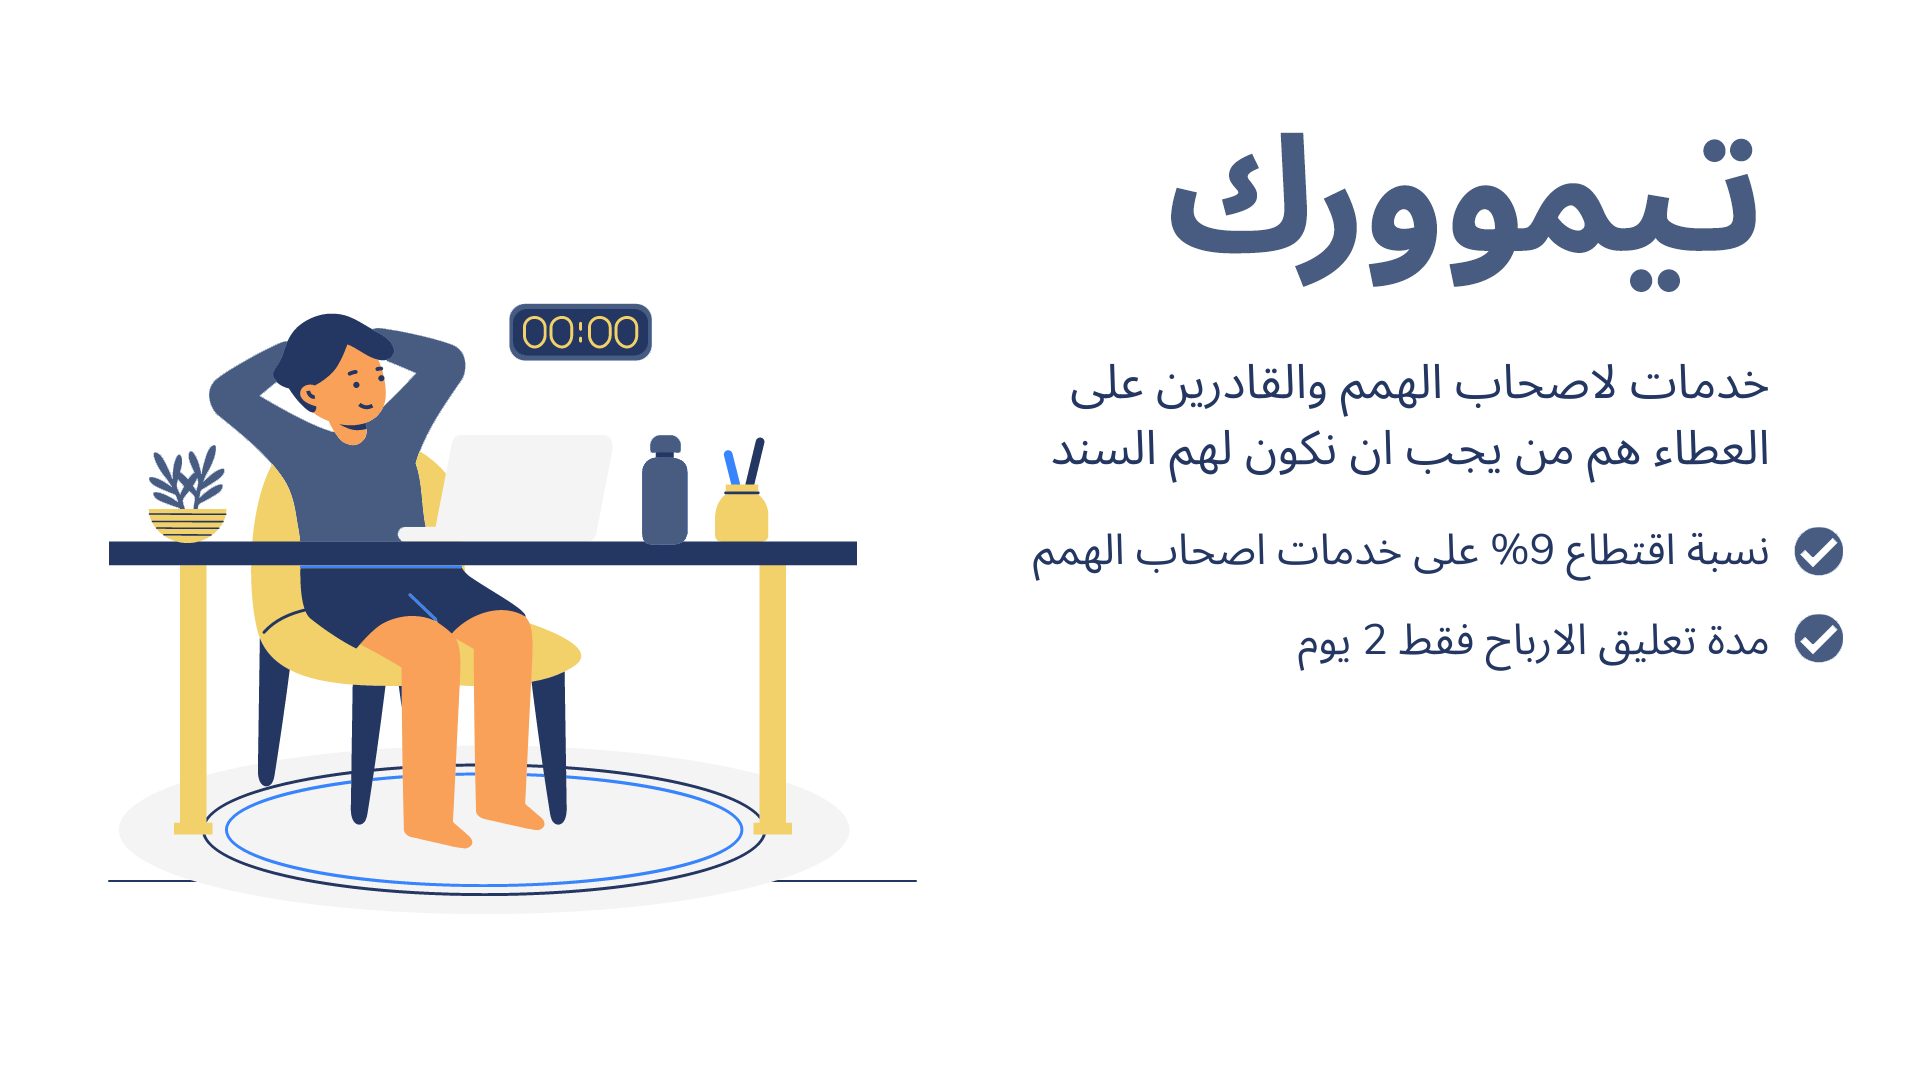 تيموورك
00:00
خدمات لاصحاب الهمم والقادرين على
العطاء هم من يجب ان نكون لهم السند
نسبة اقتطاع 9% على خدمات اصحاب الهمم
مدة تعليق الارباح فقط 2 يوم